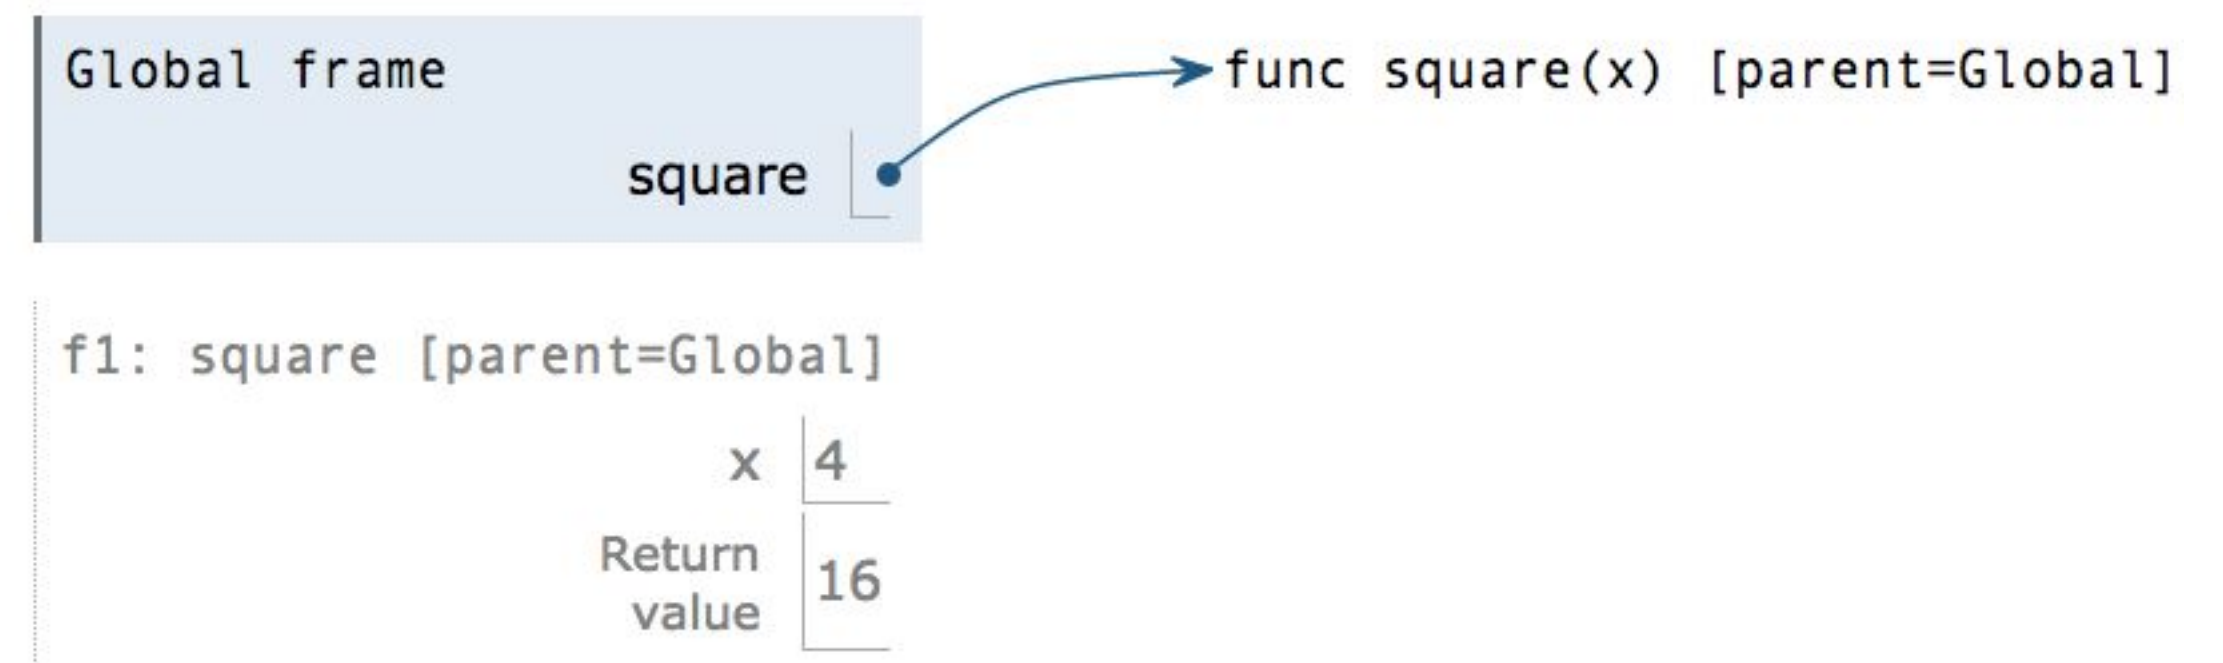 Global frame
func square(x) [parent=Global]
square
f1: square [parent=Global]
x 4
Return
value
16